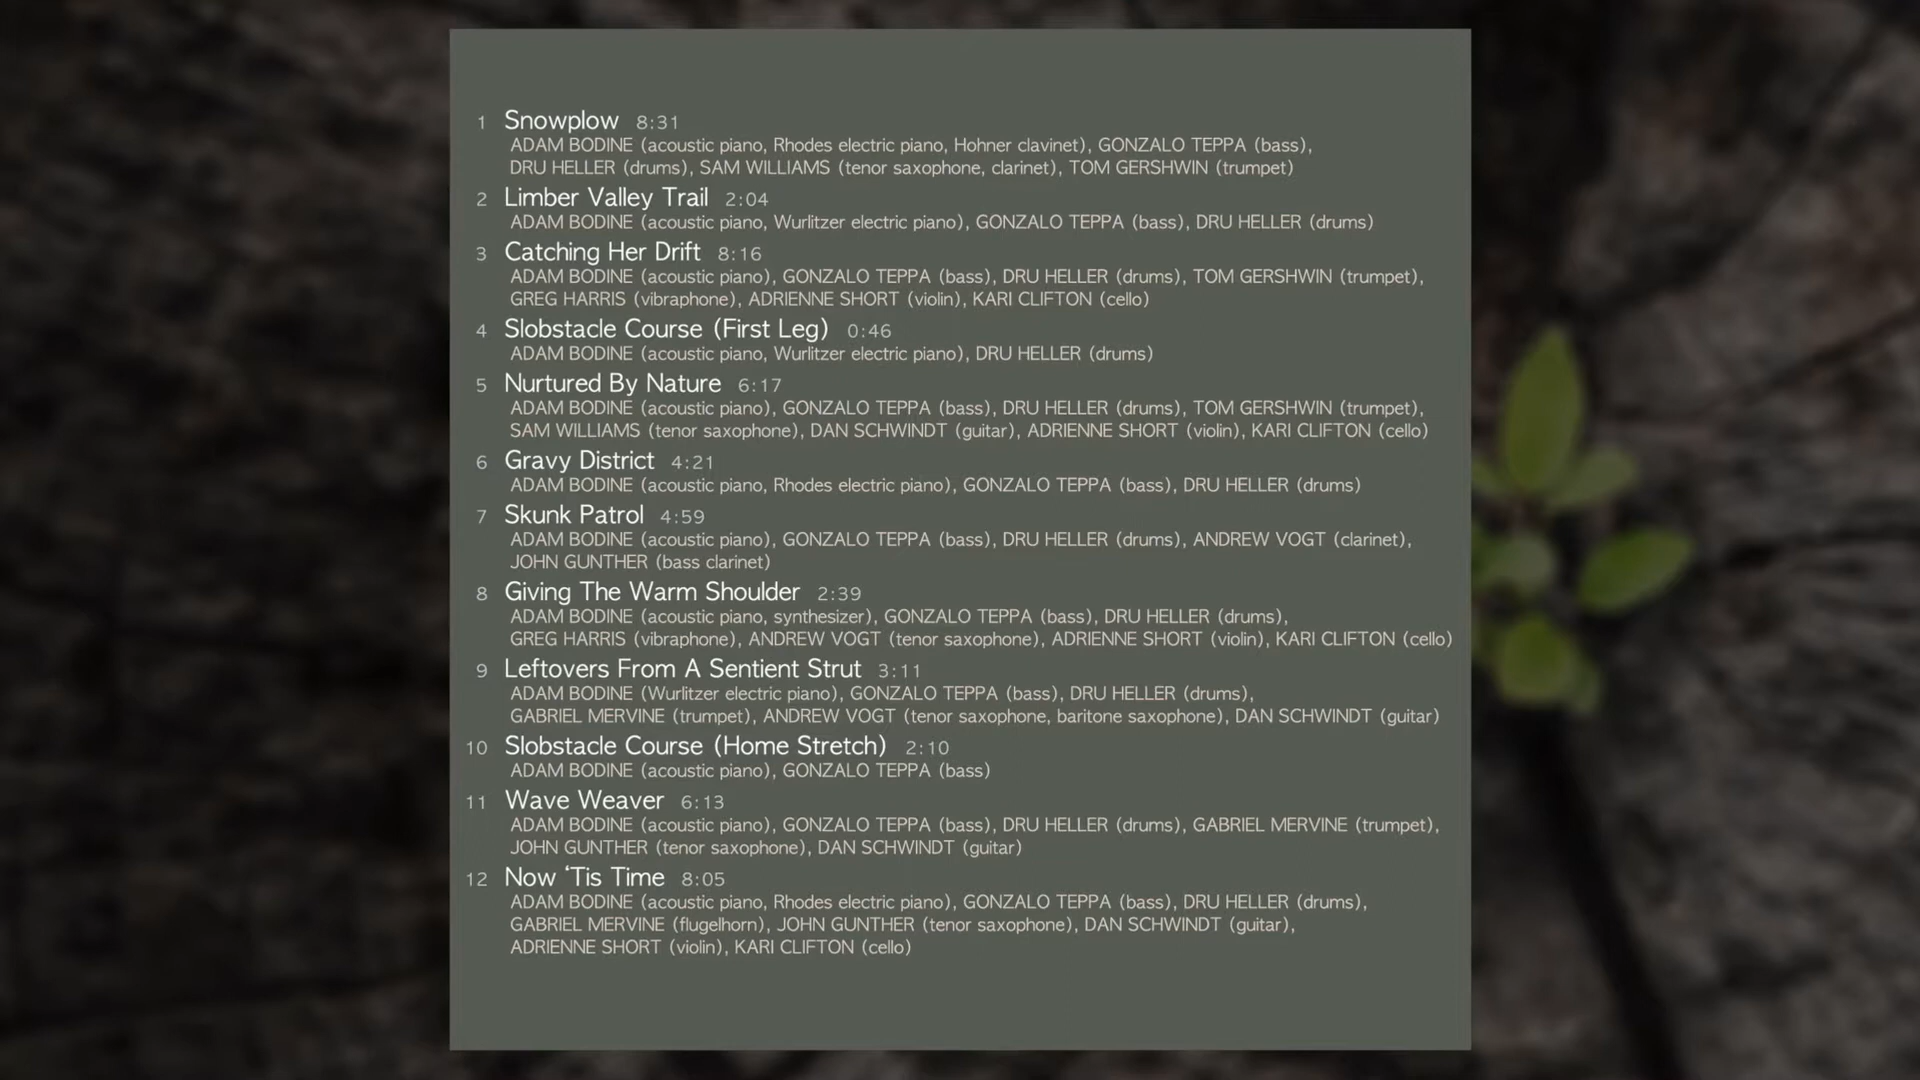 1 Snowplow 8:31
ADAM BODINE (acoustic piano, Rhodes electric piano, Hohner clavinet), GONZALO TEPPA (bass),
DRU HELLER (drums), SAM WILLIAMS (tenor saxophone, clarinet), TOM GERSHWIN (trumpet)
2 Limber Valley Trail 2:04
ADAM BODINE (acoustic piano, Wurlitzer electric piano), GONZALO TEPPA (bass), DRU HELLER (drums)
3 Catching Her Drift 8:16
ADAM BODINE (acoustic piano), GONZALO TEPPA (bass), DRU HELLER (drums), TOM GERSHWIN (trumpet),
GREG HARRIS (vibraphone), ADRIENNE SHORT (violin), KARI CLIFTON (cello)
4 Slobstacle Course (First Leg) 0:46
ADAM BODINE (acoustic piano, Wurlitzer electric piano), DRU HELLER (drums)
5 Nurtured By Nature 6:17
ADAM BODINE (acoustic piano), GONZALO TEPPA (bass), DRU HELLER (drums), TOM GERSHWIN (trumpet),
SAM WILLIAMS (tenor saxophone), DAN SCHWINDT (guitar), ADRIENNE SHORT (violin), KARI CLIFTON (cello)
6 Gravy District 4:21
ADAM BODINE (acoustic piano, Rhodes electric piano), GONZALO TEPPA (bass), DRU HELLER (drums)
7 Skunk Patrol 4:59
ADAM BODINE (acoustic piano), GONZALO TEPPA (bass), DRU HELLER (drums), ANDREW VOGT (clarinet),
JOHN GUNTHER (bass clarinet)
8 Giving The Warm Shoulder 2:39
ADAM BODINE (acoustic piano, synthesizer), GONZALO TEPPA (bass), DRU HELLER (drums),
GREG HARRIS (vibraphone), ANDREW VOGT (tenor saxophone), ADRIENNE SHORT (violin), KARI CLIFTON (cello)
9 Leftovers From A Sentient Strut 3:11
ADAM BODINE (Wurlitzer electric piano), GONZALO TEPPA (bass), DRU HELLER (drums),
GABRIEL MERVINE (trumpet), ANDREW VOGT (tenor saxophone, baritone saxophone), DAN SCHWINDT (guitar)
10 Slobstacle Course (Home Stretch) 2:10
ADAM BODINE (acoustic piano), GONZALO TEPPA (bass)
11 Wave Weaver 6:13
ADAM BODINE (acoustic piano), GONZALO TEPPA (bass), DRU HELLER (drums), GABRIEL MERVINE (trumpet),
JOHN GUNTHER (tenor saxophone), DAN SCHWINDT (guitar)
12 Now ‘Tis Time 8:05
ADAM BODINE (acoustic piano, Rhodes electric piano), GONZALO TEPPA (bass), DRU HELLER (drums),
GABRIEL MERVINE (flugelhorn), JOHN GUNTHER (tenor saxophone), DAN SCHWINDT (guitar),
ADRIENNE SHORT (violin), KARI CLIFTON (cello)